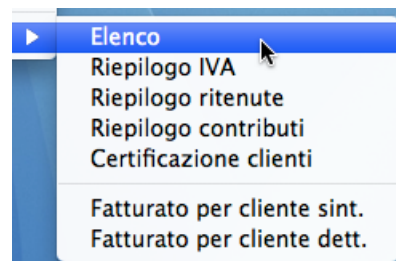 Elenco
Riepilogo IVA
Riepilogo ritenute
Riepilogo contributi
Certificazione clienti
Fatturato per cliente sint.
Fatturato per cliente dett.